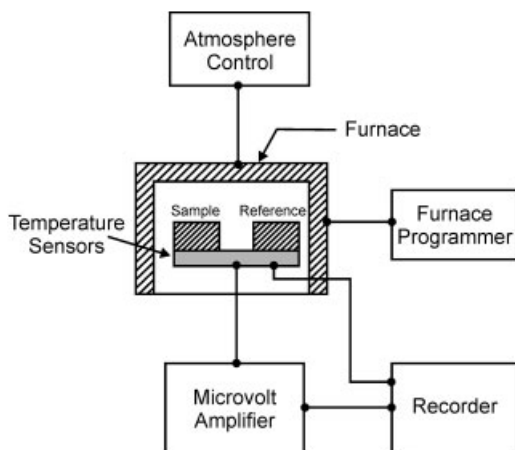 Atmosphere
Control
Furnace
Sample
Reference
Temperature
Sensors
Furnace
Programmer
Microvolt
Amplifier
Recorder